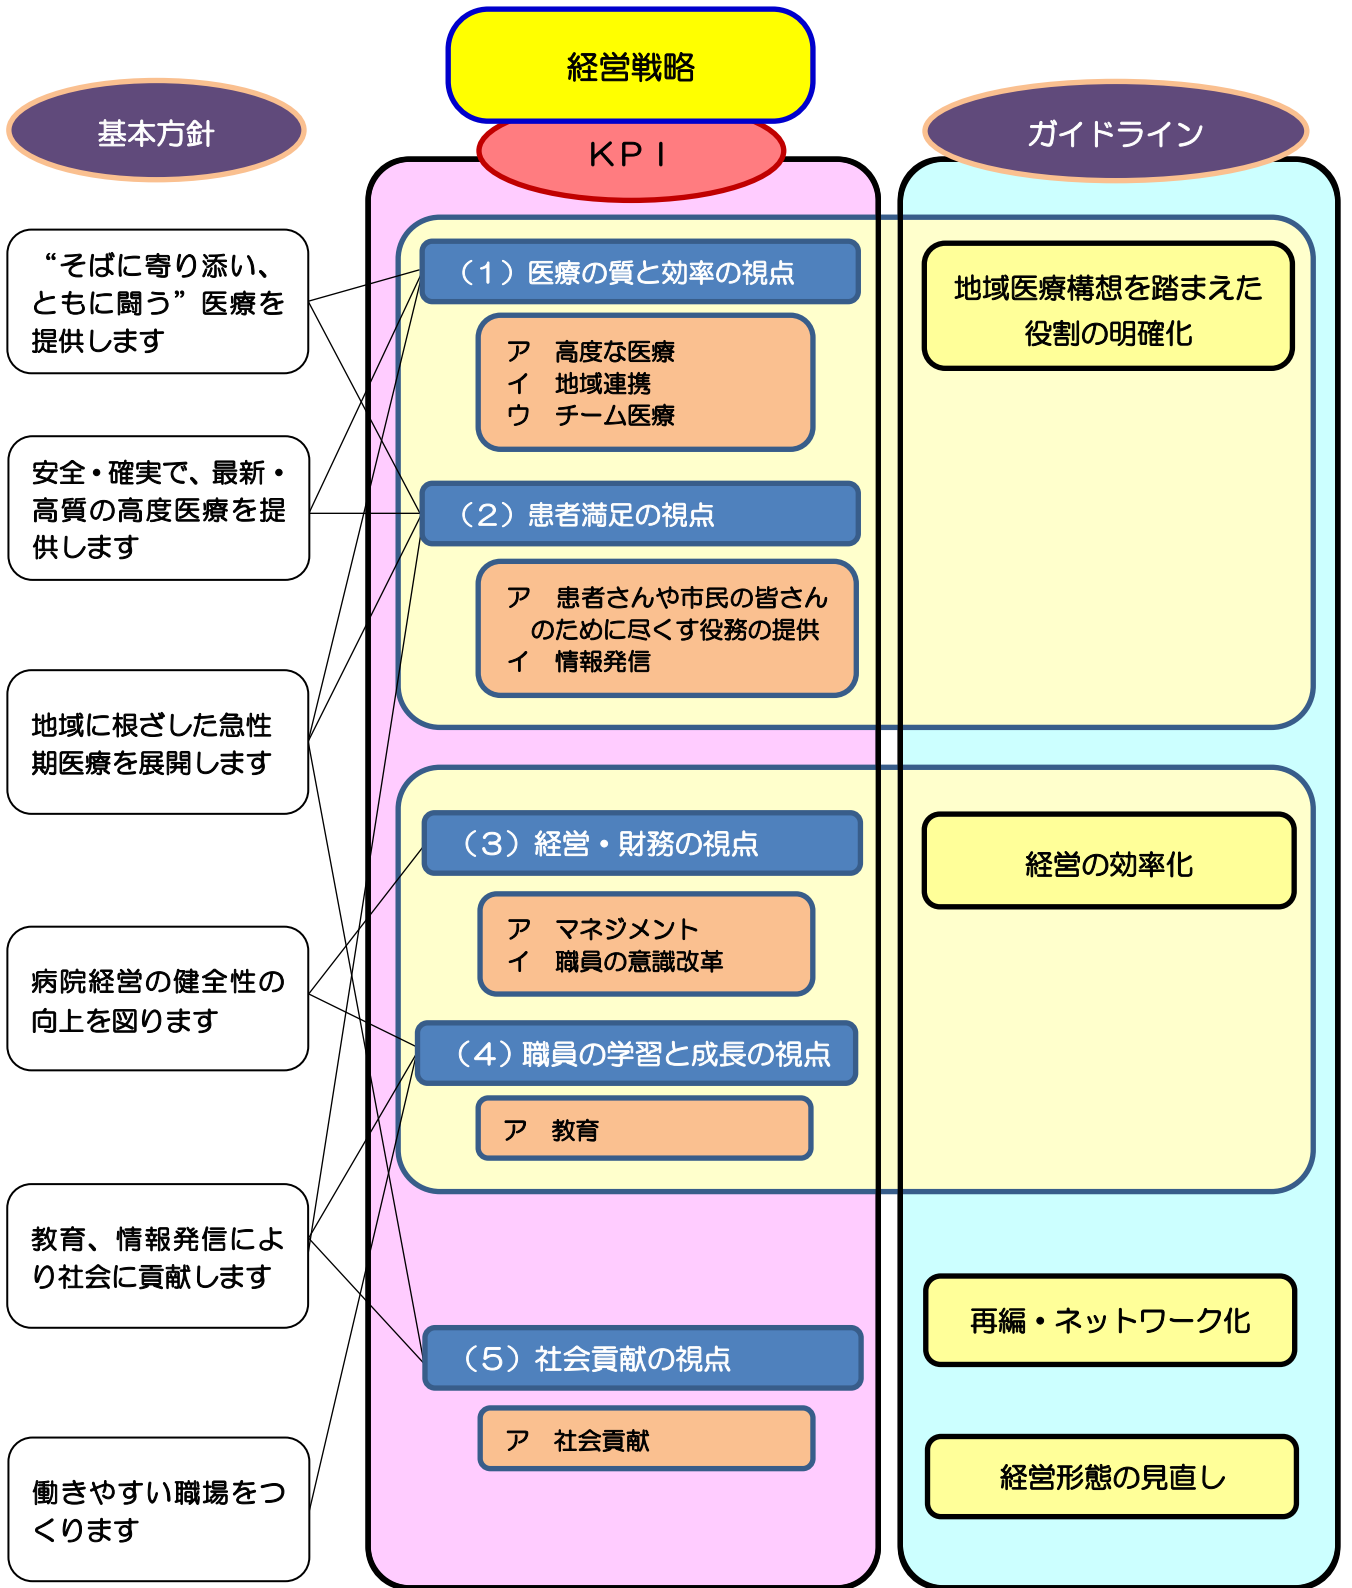 経営戦略
基本方針
ＫＰＩ
ガイドライン
“そばに寄り添い、
ともに闘う”医療を
提供します
安全・確実で、最新・
高質の高度医療を提
供します
地域に根ざした急性
期医療を展開します
病院経営の健全性の
向上を図ります
教育、情報発信によ
り社会に貢献します
働きやすい職場をつ
くります
（１）医療の質と効率の視点
ア　高度な医療
イ　地域連携
ウ　チーム医療
（２）患者満足の視点
ア　患者さんや市民の皆さん
のために尽くす役務の提供
イ　情報発信
（３）経営・財務の視点
ア　マネジメント
イ　職員の意識改革
（４）職員の学習と成長の視点
ア　教育
（５）社会貢献の視点
ア　社会貢献
地域医療構想を踏まえた
役割の明確化
経営の効率化
再編・ネットワーク化
経営形態の見直し